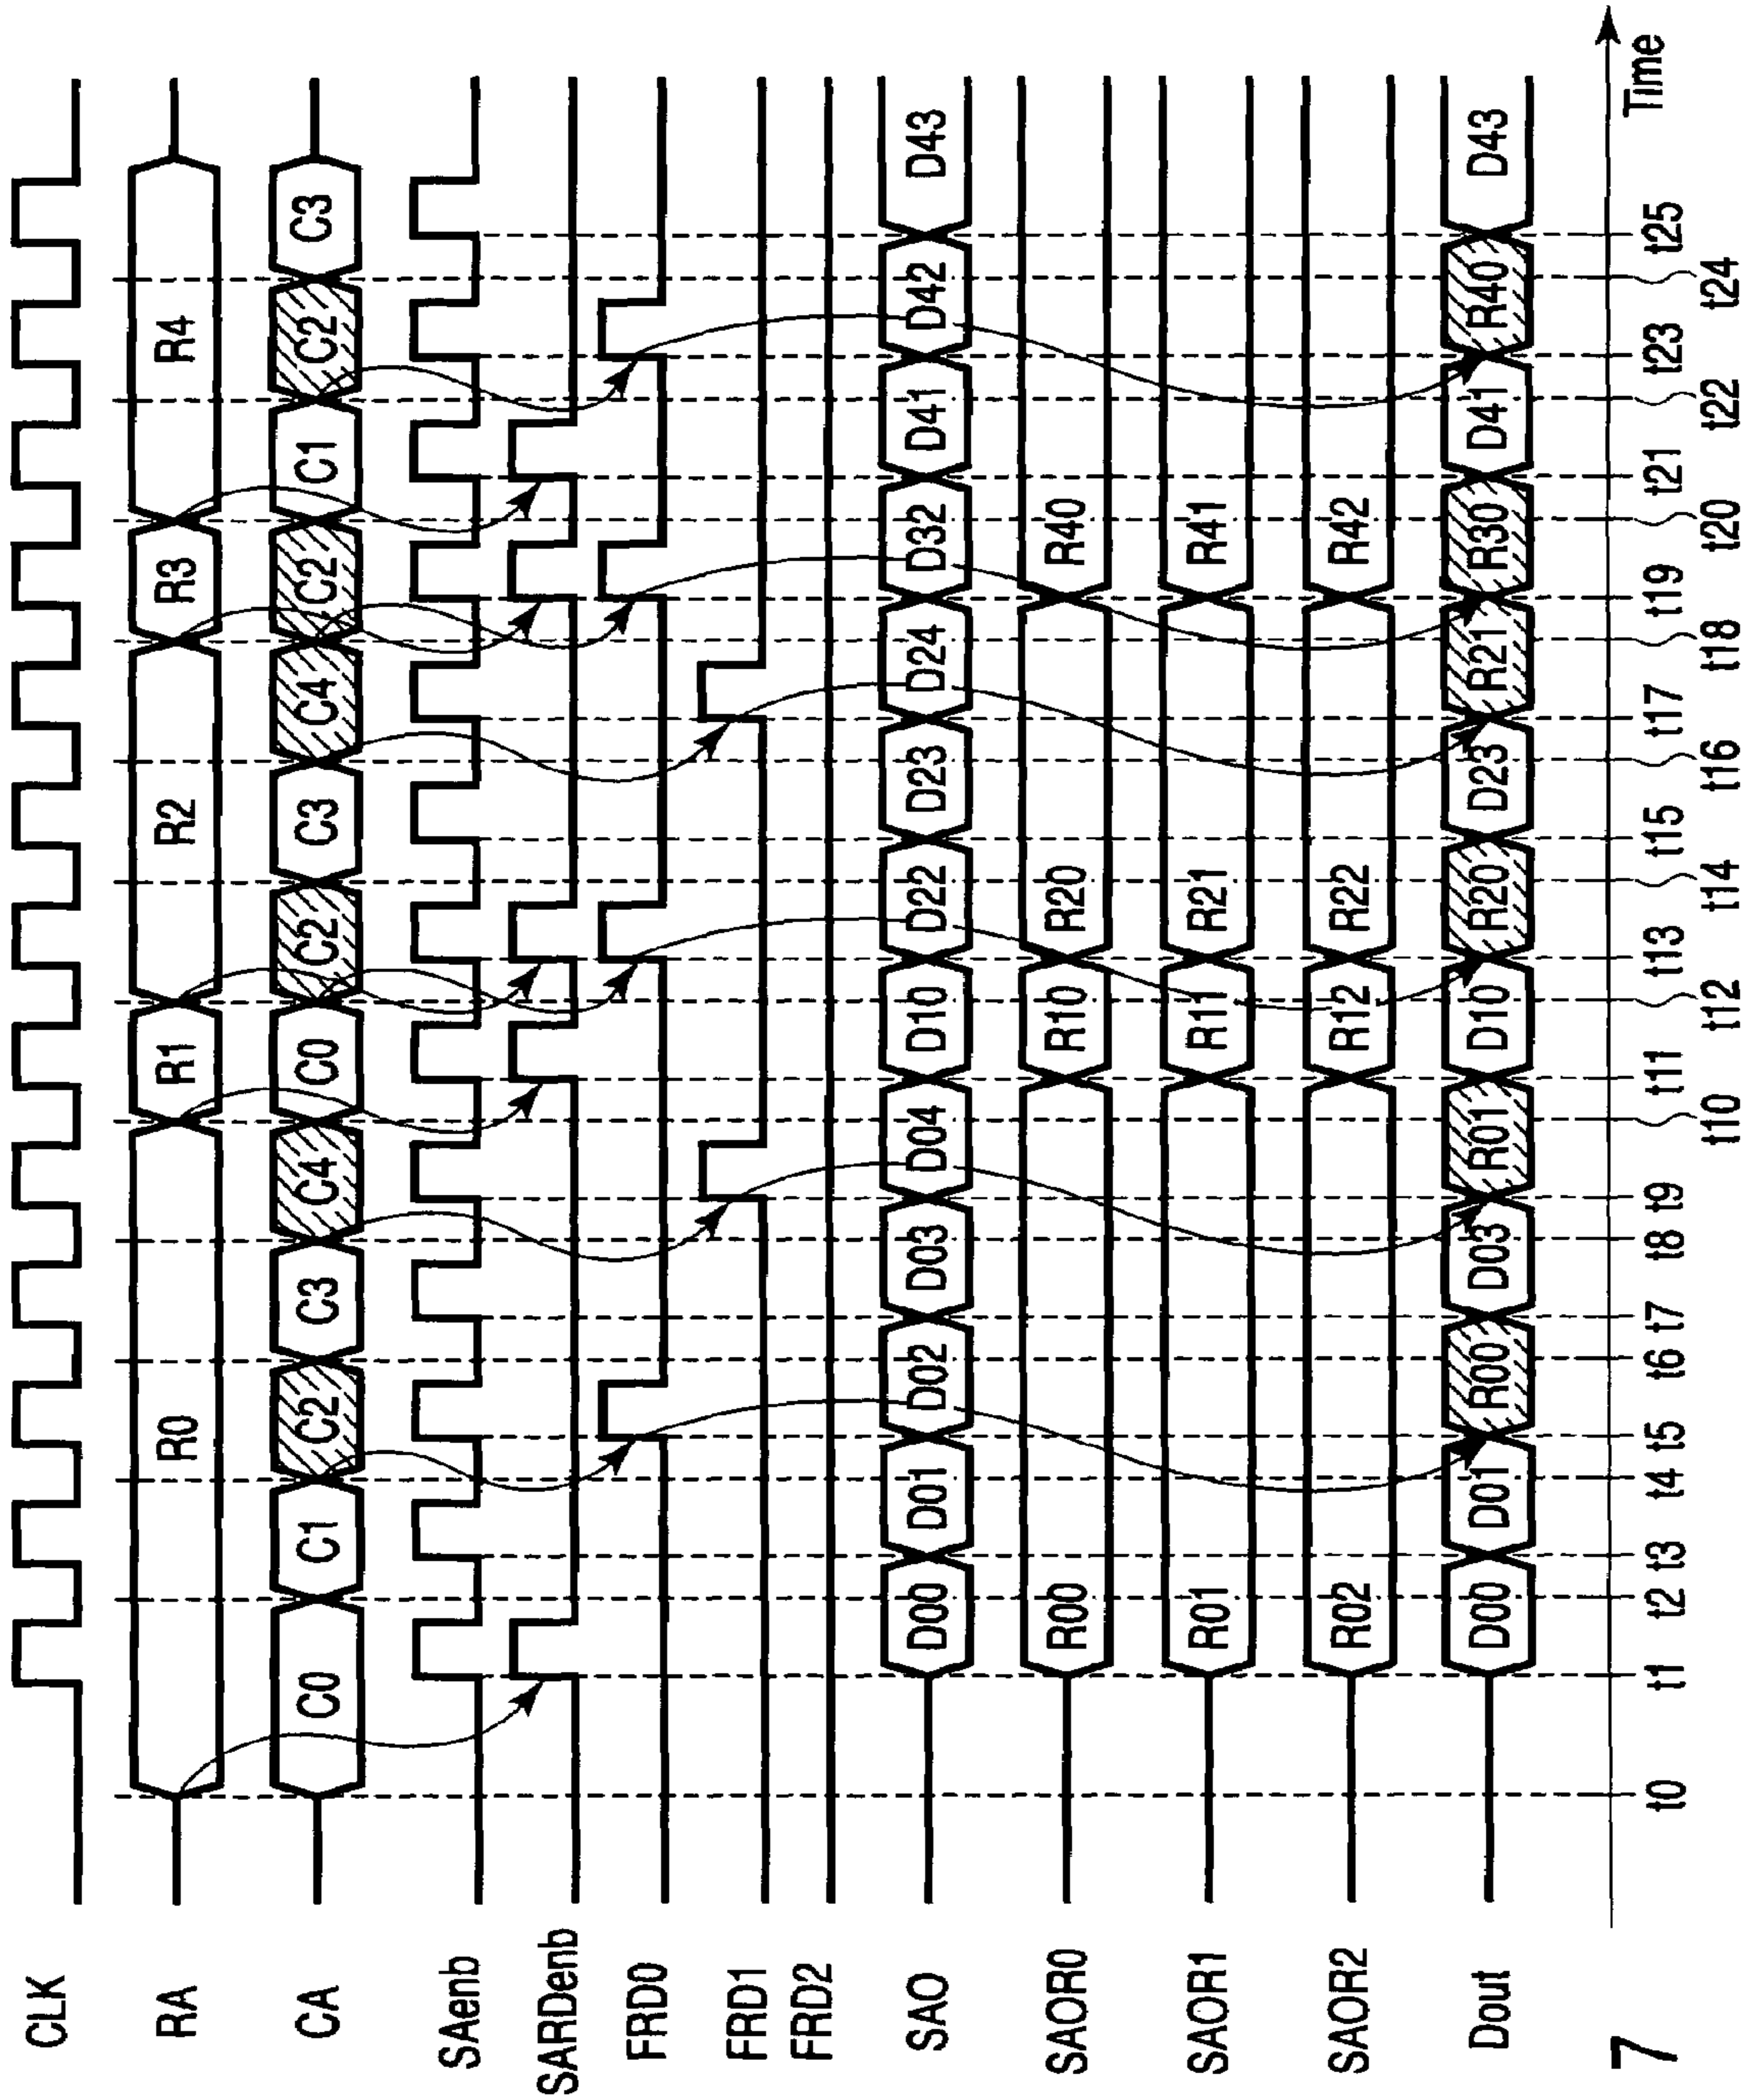 CLK
RA R0 R1 R2 R3 R4
CA C0 C1 C2 C3 C4 C0 C2 C3 C4 C2 C1 C2 C3
SAenb
SARDenb
FRD0
FRD1
FRD2
SAO D00 D01 D02 D03 D04 D10 D22 D23 D24 D32 D41 D42 D43
SAOR0 R00 R10 R20 R40
SAOR1 R01 R11 R21 R41
SAOR2 R02 R12 R22 R42
Dout D00 D01 R00 D03 R01 D10 R20 D23 R21 R30 D41 R40 D43
Time
t0 t1 t2 t3 t4 t5 t6 t7 t8 t9 t10 t11 t12 t13 t14 t15 t16 t17 t18 t19 t20 t21 t22 t23 t24 t25
7